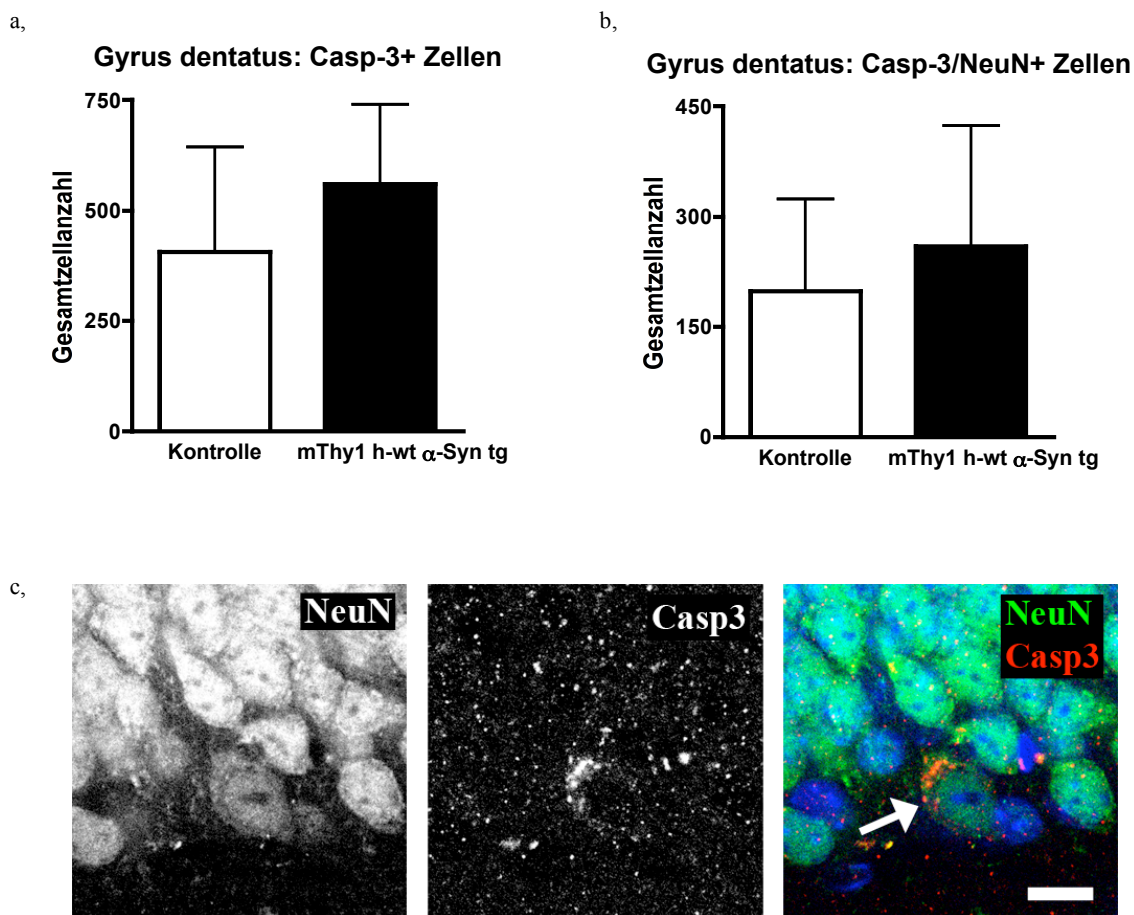 a,
Gyrus dentatus: Casp-3+ Zellen
Gesamtzellanzahl
750
500
250
0
Kontrolle
mThy1 h-wt α-Syn tg
b,
Gyrus dentatus: Casp-3/NeuN+ Zellen
Gesamtzellanzahl
450
300
150
0
Kontrolle
mThy1 h-wt α-Syn tg
c,
NeuN
Casp3
NeuN
Casp3